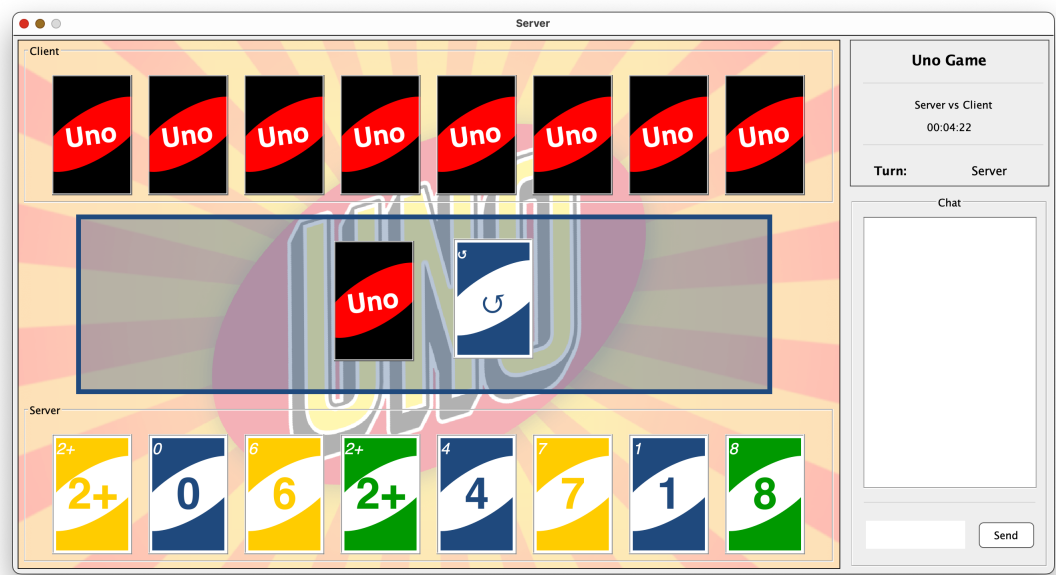 Server
Client
Uno Uno Uno Uno Uno Uno Uno Uno
Uno Game
Server vs Client
00:04:22
Turn: Server
Chat
UNO
Uno
↺
↺
Server
2+ 0 6 2+ 4 7 1 8
2+ 0 6 2+ 4 7 1 8
Send